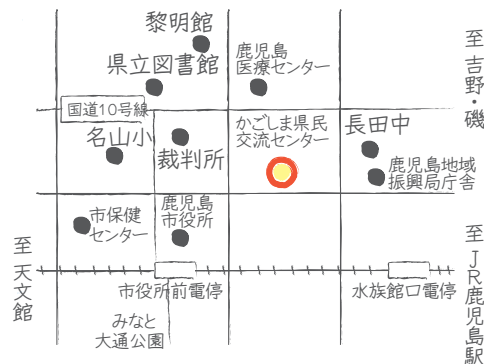 黎明館
県立図書館
鹿児島
医療センター
至吉野・磯
国道10号線
名山小
裁判所
かごしま県民
交流センター
長田中
鹿児島地域
振興局庁舎
市保健
センター
鹿児島
市役所
至天文館
至JR鹿児島駅
市役所前電停
水族館口電停
みなと
大通公園